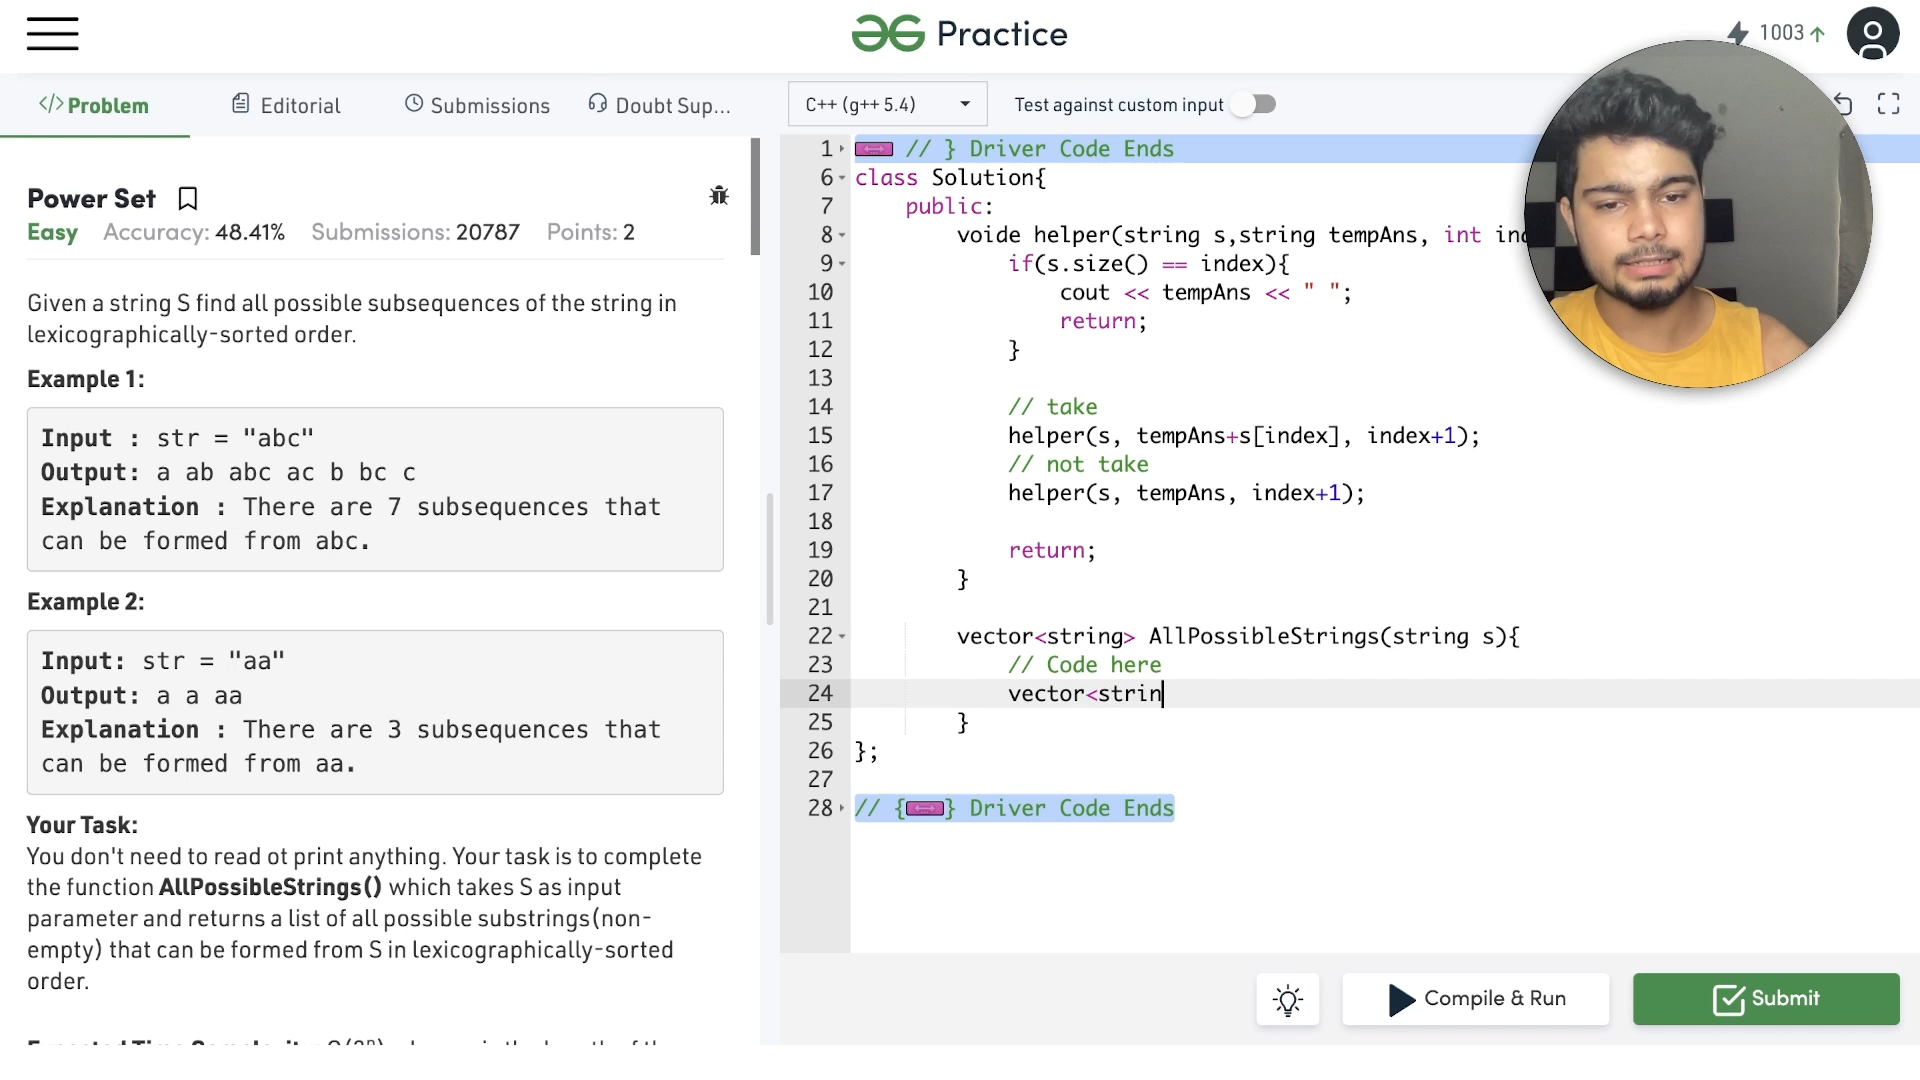 Practice
1003
</>Problem
Editorial
Submissions
Doubt Sup...
C++ (g++ 5.4)
Test against custom input
Power Set
Easy Accuracy: 48.41% Submissions: 20787 Points: 2
Given a string S find all possible subsequences of the string in
lexicographically-sorted order.
Example 1:
Input : str = "abc"
Output: a ab abc ac b bc c
Explanation : There are 7 subsequences that
can be formed from abc.
Example 2:
Input: str = "aa"
Output: a a aa
Explanation : There are 3 subsequences that
can be formed from aa.
Your Task:
You don't need to read ot print anything. Your task is to complete
the function AllPossibleStrings() which takes S as input
parameter and returns a list of all possible substrings(non-
empty) that can be formed from S in lexicographically-sorted
order.
1 // } Driver Code Ends
6 class Solution{
7 public:
8 voide helper(string s,string tempAns, int
9 if(s.size() == index){
10 cout << tempAns << " ";
11 return;
12 }
13
14 // take
15 helper(s, tempAns+s[index], index+1);
16 // not take
17 helper(s, tempAns, index+1);
18
19 return;
20 }
21
22 vector<string> AllPossibleStrings(string s){
23 // Code here
24 vector<strin
25 }
26 };
27
28 // { } Driver Code Ends
Compile & Run
Submit